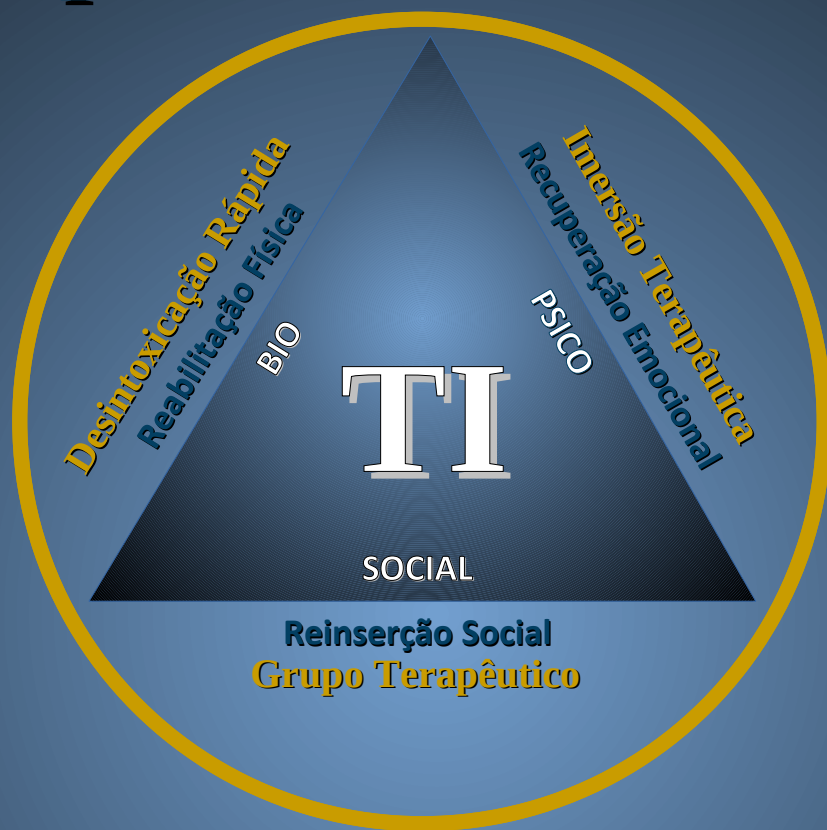 Desintoxicação Rápida
Reabilitação Física
BIO
Imersão Terapêutica
Recuperação Emocional
PSICO
TI
SOCIAL
Reinserção Social
Grupo Terapêutico